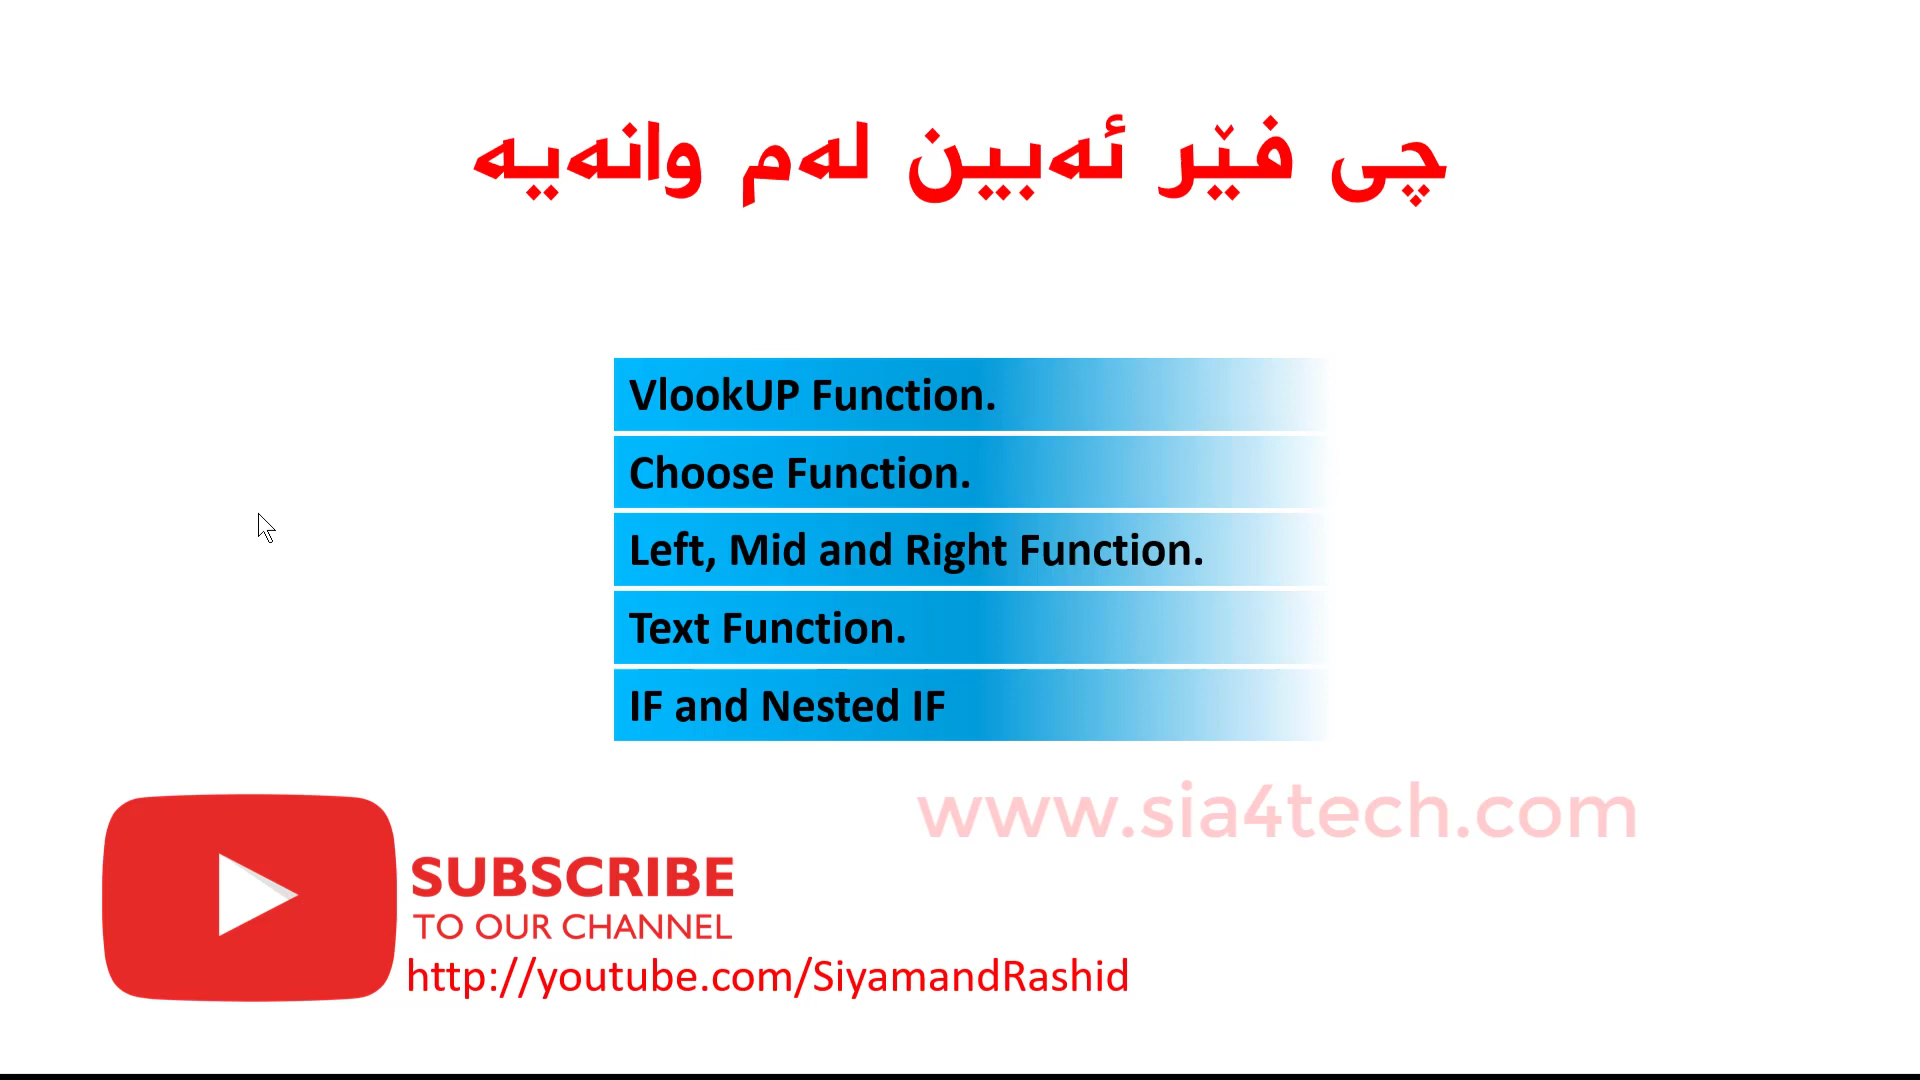 چی فێر ئەبین لەم وانەیە
VlookUP Function.
Choose Function.
Left, Mid and Right Function.
Text Function.
IF and Nested IF
www.sia4tech.com
SUBSCRIBE
TO OUR CHANNEL
http://youtube.com/SiyamandRashid